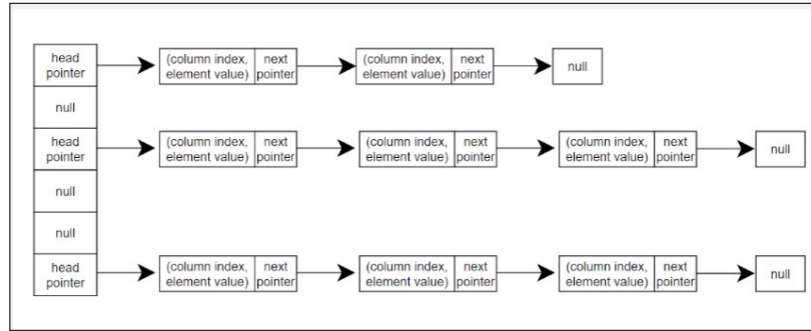 head
pointer
(column index,
element value)
next
pointer
(column index,
element value)
next
pointer
null
null
head
pointer
(column index,
element value)
next
pointer
(column index,
element value)
next
pointer
(column index,
element value)
next
pointer
null
null
null
head
pointer
(column index,
element value)
next
pointer
(column index,
element value)
next
pointer
(column index,
element value)
next
pointer
null